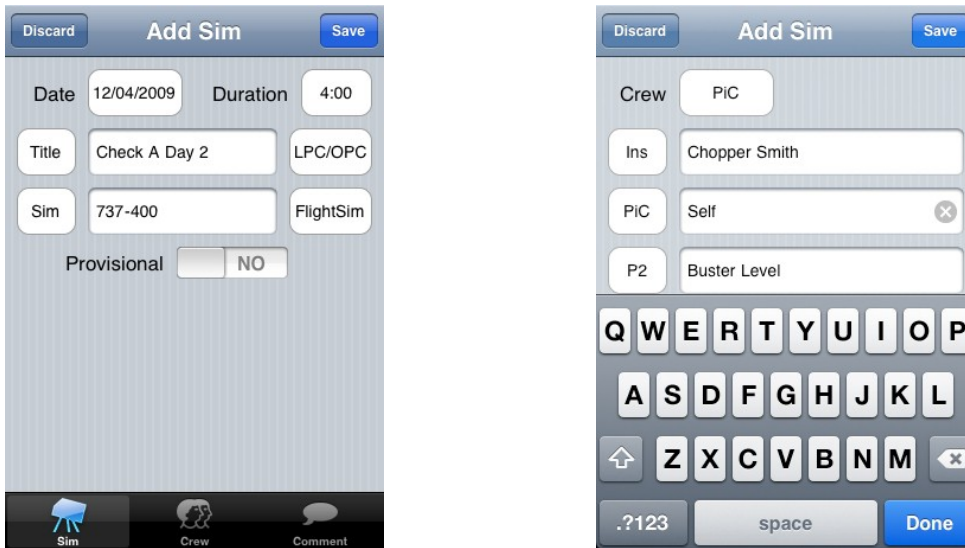 Discard Add Sim Save
Date 12/04/2009 Duration 4:00
Title Check A Day 2 LPC/OPC
Sim 737-400 FlightSim
Provisional NO
Sim Crew Comment
Discard Add Sim Save
Crew PiC
Ins Chopper Smith
PiC Self
P2 Buster Level
Q W E R T Y U I O P
A S D F G H J K L
Z X C V B N M
.?123 space Done